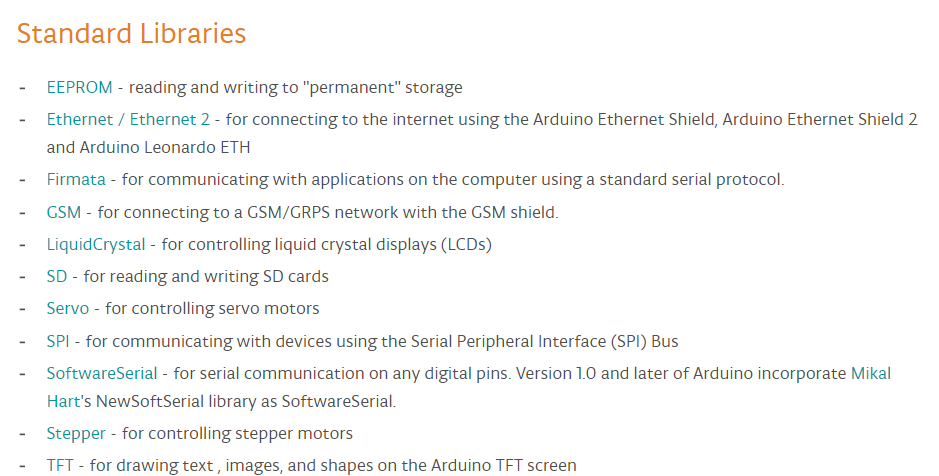 Standard Libraries
- EEPROM - reading and writing to "permanent" storage
- Ethernet / Ethernet 2 - for connecting to the internet using the Arduino Ethernet Shield, Arduino Ethernet Shield 2
and Arduino Leonardo ETH
- Firmata - for communicating with applications on the computer using a standard serial protocol.
- GSM - for connecting to a GSM/GRPS network with the GSM shield.
- LiquidCrystal - for controlling liquid crystal displays (LCDs)
- SD - for reading and writing SD cards
- Servo - for controlling servo motors
- SPI - for communicating with devices using the Serial Peripheral Interface (SPI) Bus
- SoftwareSerial - for serial communication on any digital pins. Version 1.0 and later of Arduino incorporate Mikal
Hart's NewSoftSerial library as SoftwareSerial.
- Stepper - for controlling stepper motors
- TFT - for drawing text , images, and shapes on the Arduino TFT screen